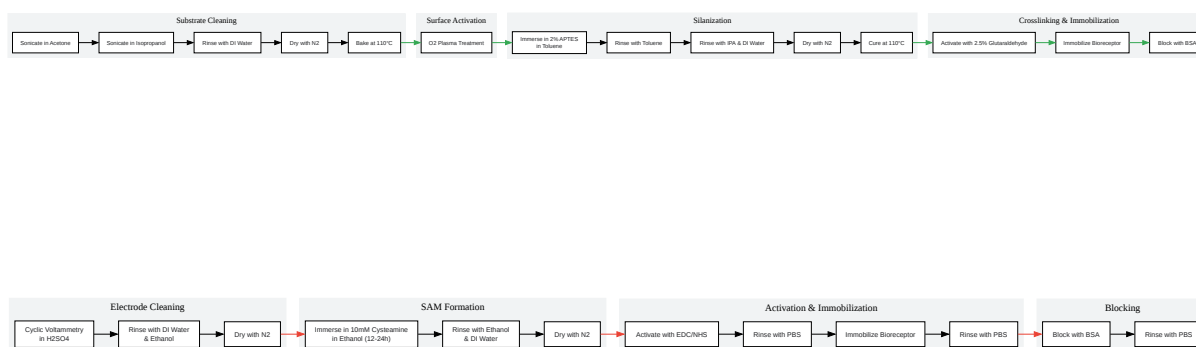 Substrate Cleaning
Surface Activation
Silanization
Crosslinking & Immobilization
Sonicate in Acetone
Sonicate in Isopropanol
Rinse with DI Water
Dry with N2
Bake at 110°C
O2 Plasma Treatment
Immerse in 2% APTES
in Toluene
Rinse with Toluene
Rinse with IPA & DI Water
Dry with N2
Cure at 110°C
Activate with 2.5% Glutaraldehyde
Immobilize Bioreceptor
Block with BSA
Electrode Cleaning
SAM Formation
Activation & Immobilization
Blocking
Cyclic Voltammetry
in H2SO4
Rinse with DI Water
& Ethanol
Dry with N2
Immerse in 10mM Cysteamine
in Ethanol (12-24h)
Rinse with Ethanol
& DI Water
Dry with N2
Activate with EDC/NHS
Rinse with PBS
Immobilize Bioreceptor
Rinse with PBS
Block with BSA
Rinse with PBS